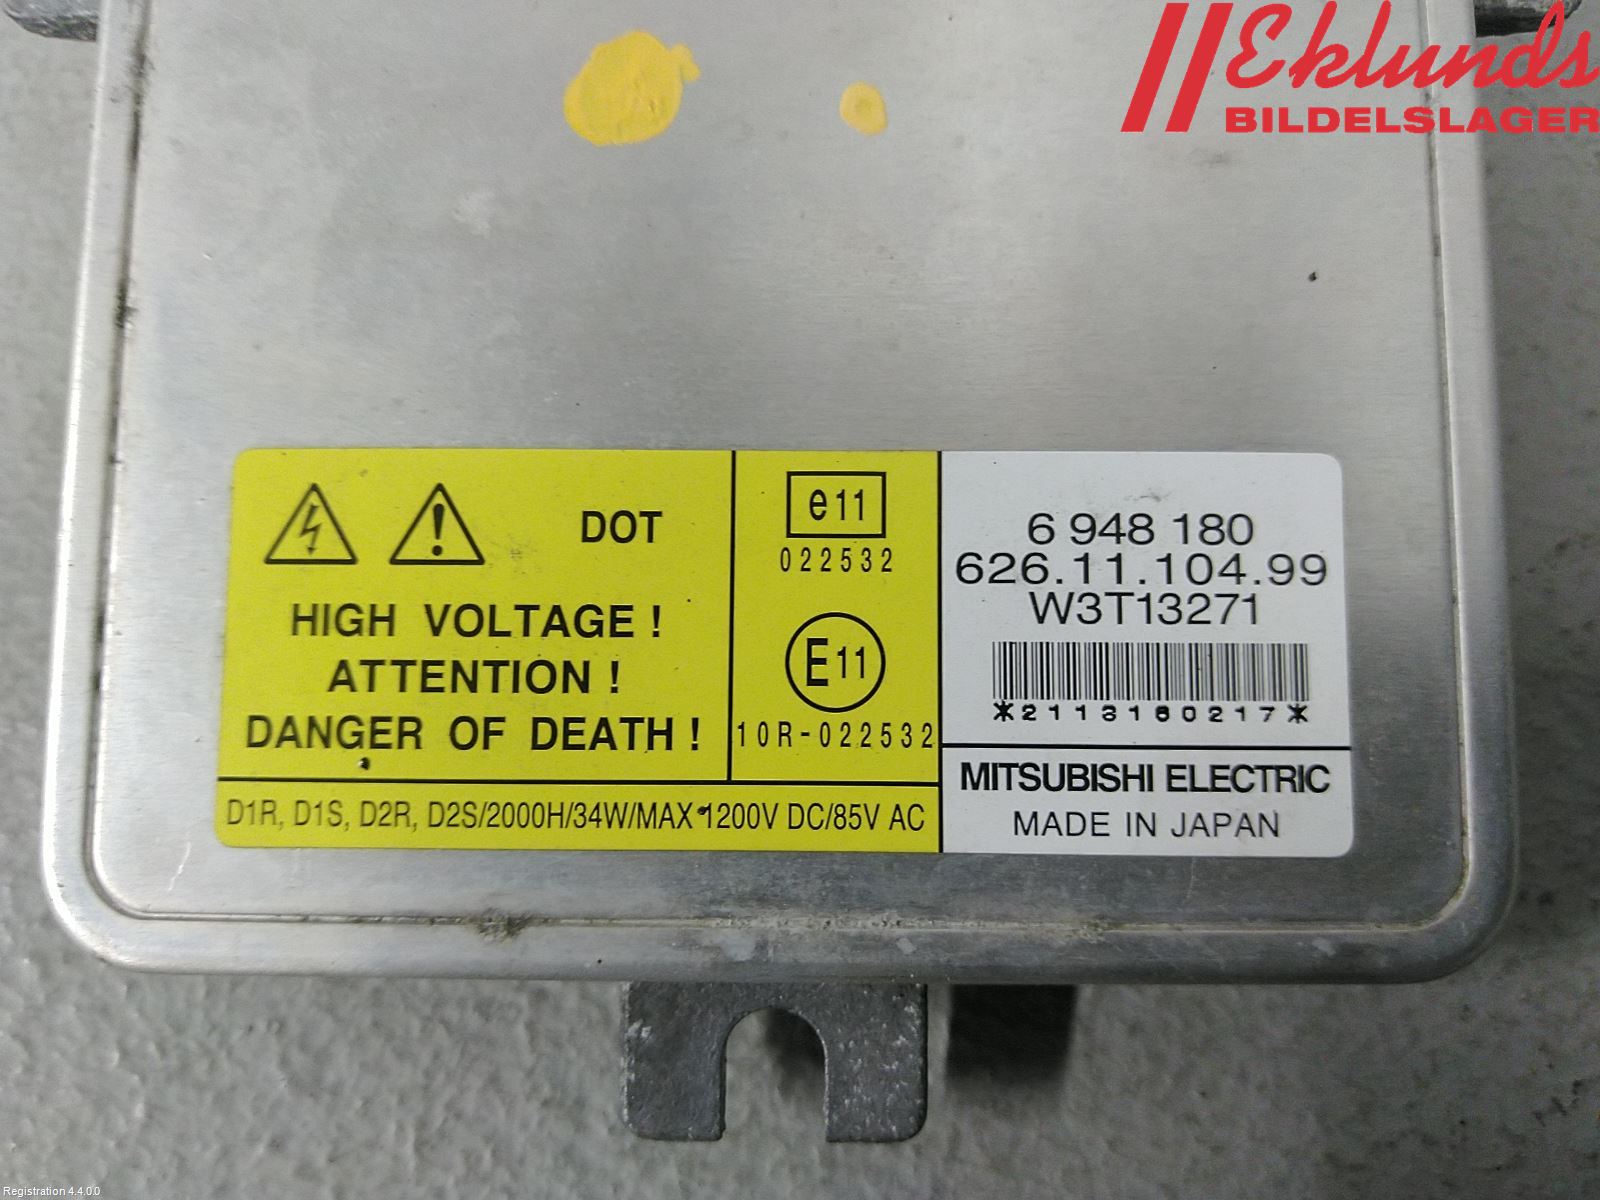 Eklunds
BILDELSLAGER
DOT
HIGH VOLTAGE !
ATTENTION !
DANGER OF DEATH !
e11
022532
E11
10R-022532
D1R, D1S, D2R, D2S/2000H/34W/MAX 1200V DC/85V AC
6 948 180
626.11.104.99
W3T13271
*2113160217*
MITSUBISHI ELECTRIC
MADE IN JAPAN
Registration 4.4.0.0